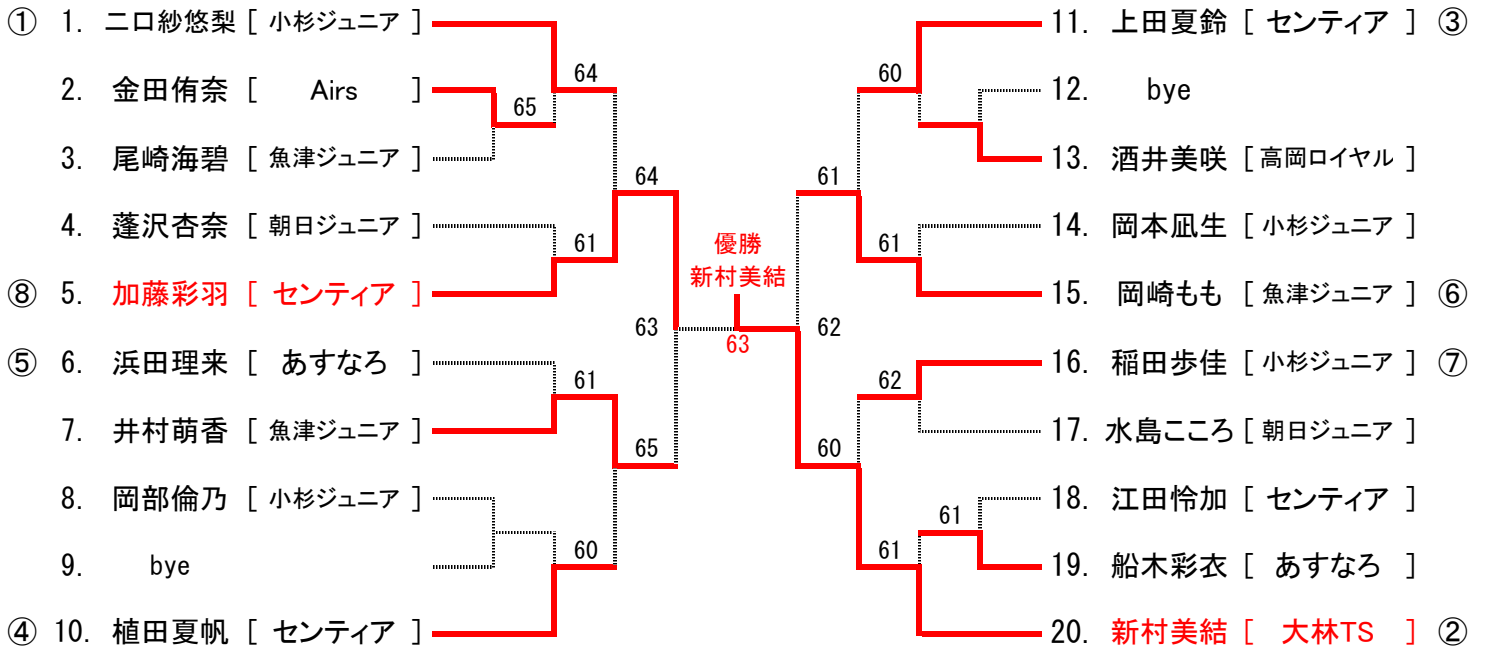 ① 1. 二口紗悠梨 [ 小杉ジュニア ]
2. 金田侑奈 [ Airs ]
3. 尾崎海碧 [ 魚津ジュニア ]
4. 蓬沢杏奈 [ 朝日ジュニア ]
⑧ 5. 加藤彩羽 [ センティア ]
⑤ 6. 浜田理来 [ あすなろ ]
7. 井村萌香 [ 魚津ジュニア ]
8. 岡部倫乃 [ 小杉ジュニア ]
9. bye
④ 10. 植田夏帆 [ センティア ]
64
65
64
61
63
61
65
60
優勝
新村美結
63
60
61
61
62
62
60
61
61
11. 上田夏鈴 [ センティア ] ③
12. bye
13. 酒井美咲 [ 高岡ロイヤル ]
14. 岡本凪生 [ 小杉ジュニア ]
15. 岡崎もも [ 魚津ジュニア ] ⑥
16. 稲田歩佳 [ 小杉ジュニア ] ⑦
17. 水島こころ [ 朝日ジュニア ]
18. 江田怜加 [ センティア ]
19. 船木彩衣 [ あすなろ ]
20. 新村美結 [ 大林TS ] ②